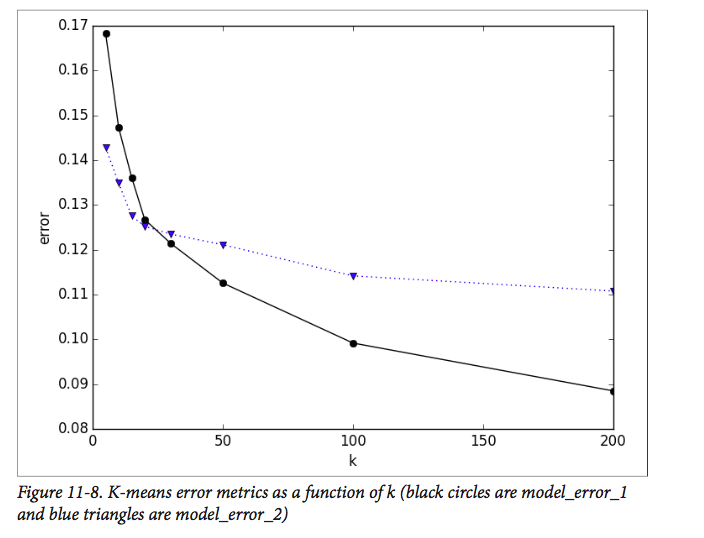 0.17
0.16
0.15
0.14
0.13
0.12
0.11
0.10
0.09
0.08
error
0 50 100 150 200
k
Figure 11-8. K-means error metrics as a function of k (black circles are model_error_1
and blue triangles are model_error_2)